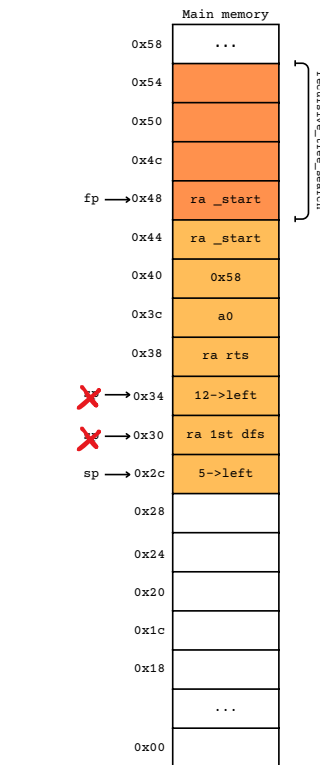 Main memory
0x58 ...
0x54
0x50
0x4c
fp 0x48 ra _start
0x44 ra _start
0x40 0x58
0x3c a0
0x38 ra rts
0x34 12->left
0x30 ra 1st dfs
sp 0x2c 5->left
0x28
0x24
0x20
0x1c
0x18
...
0x00